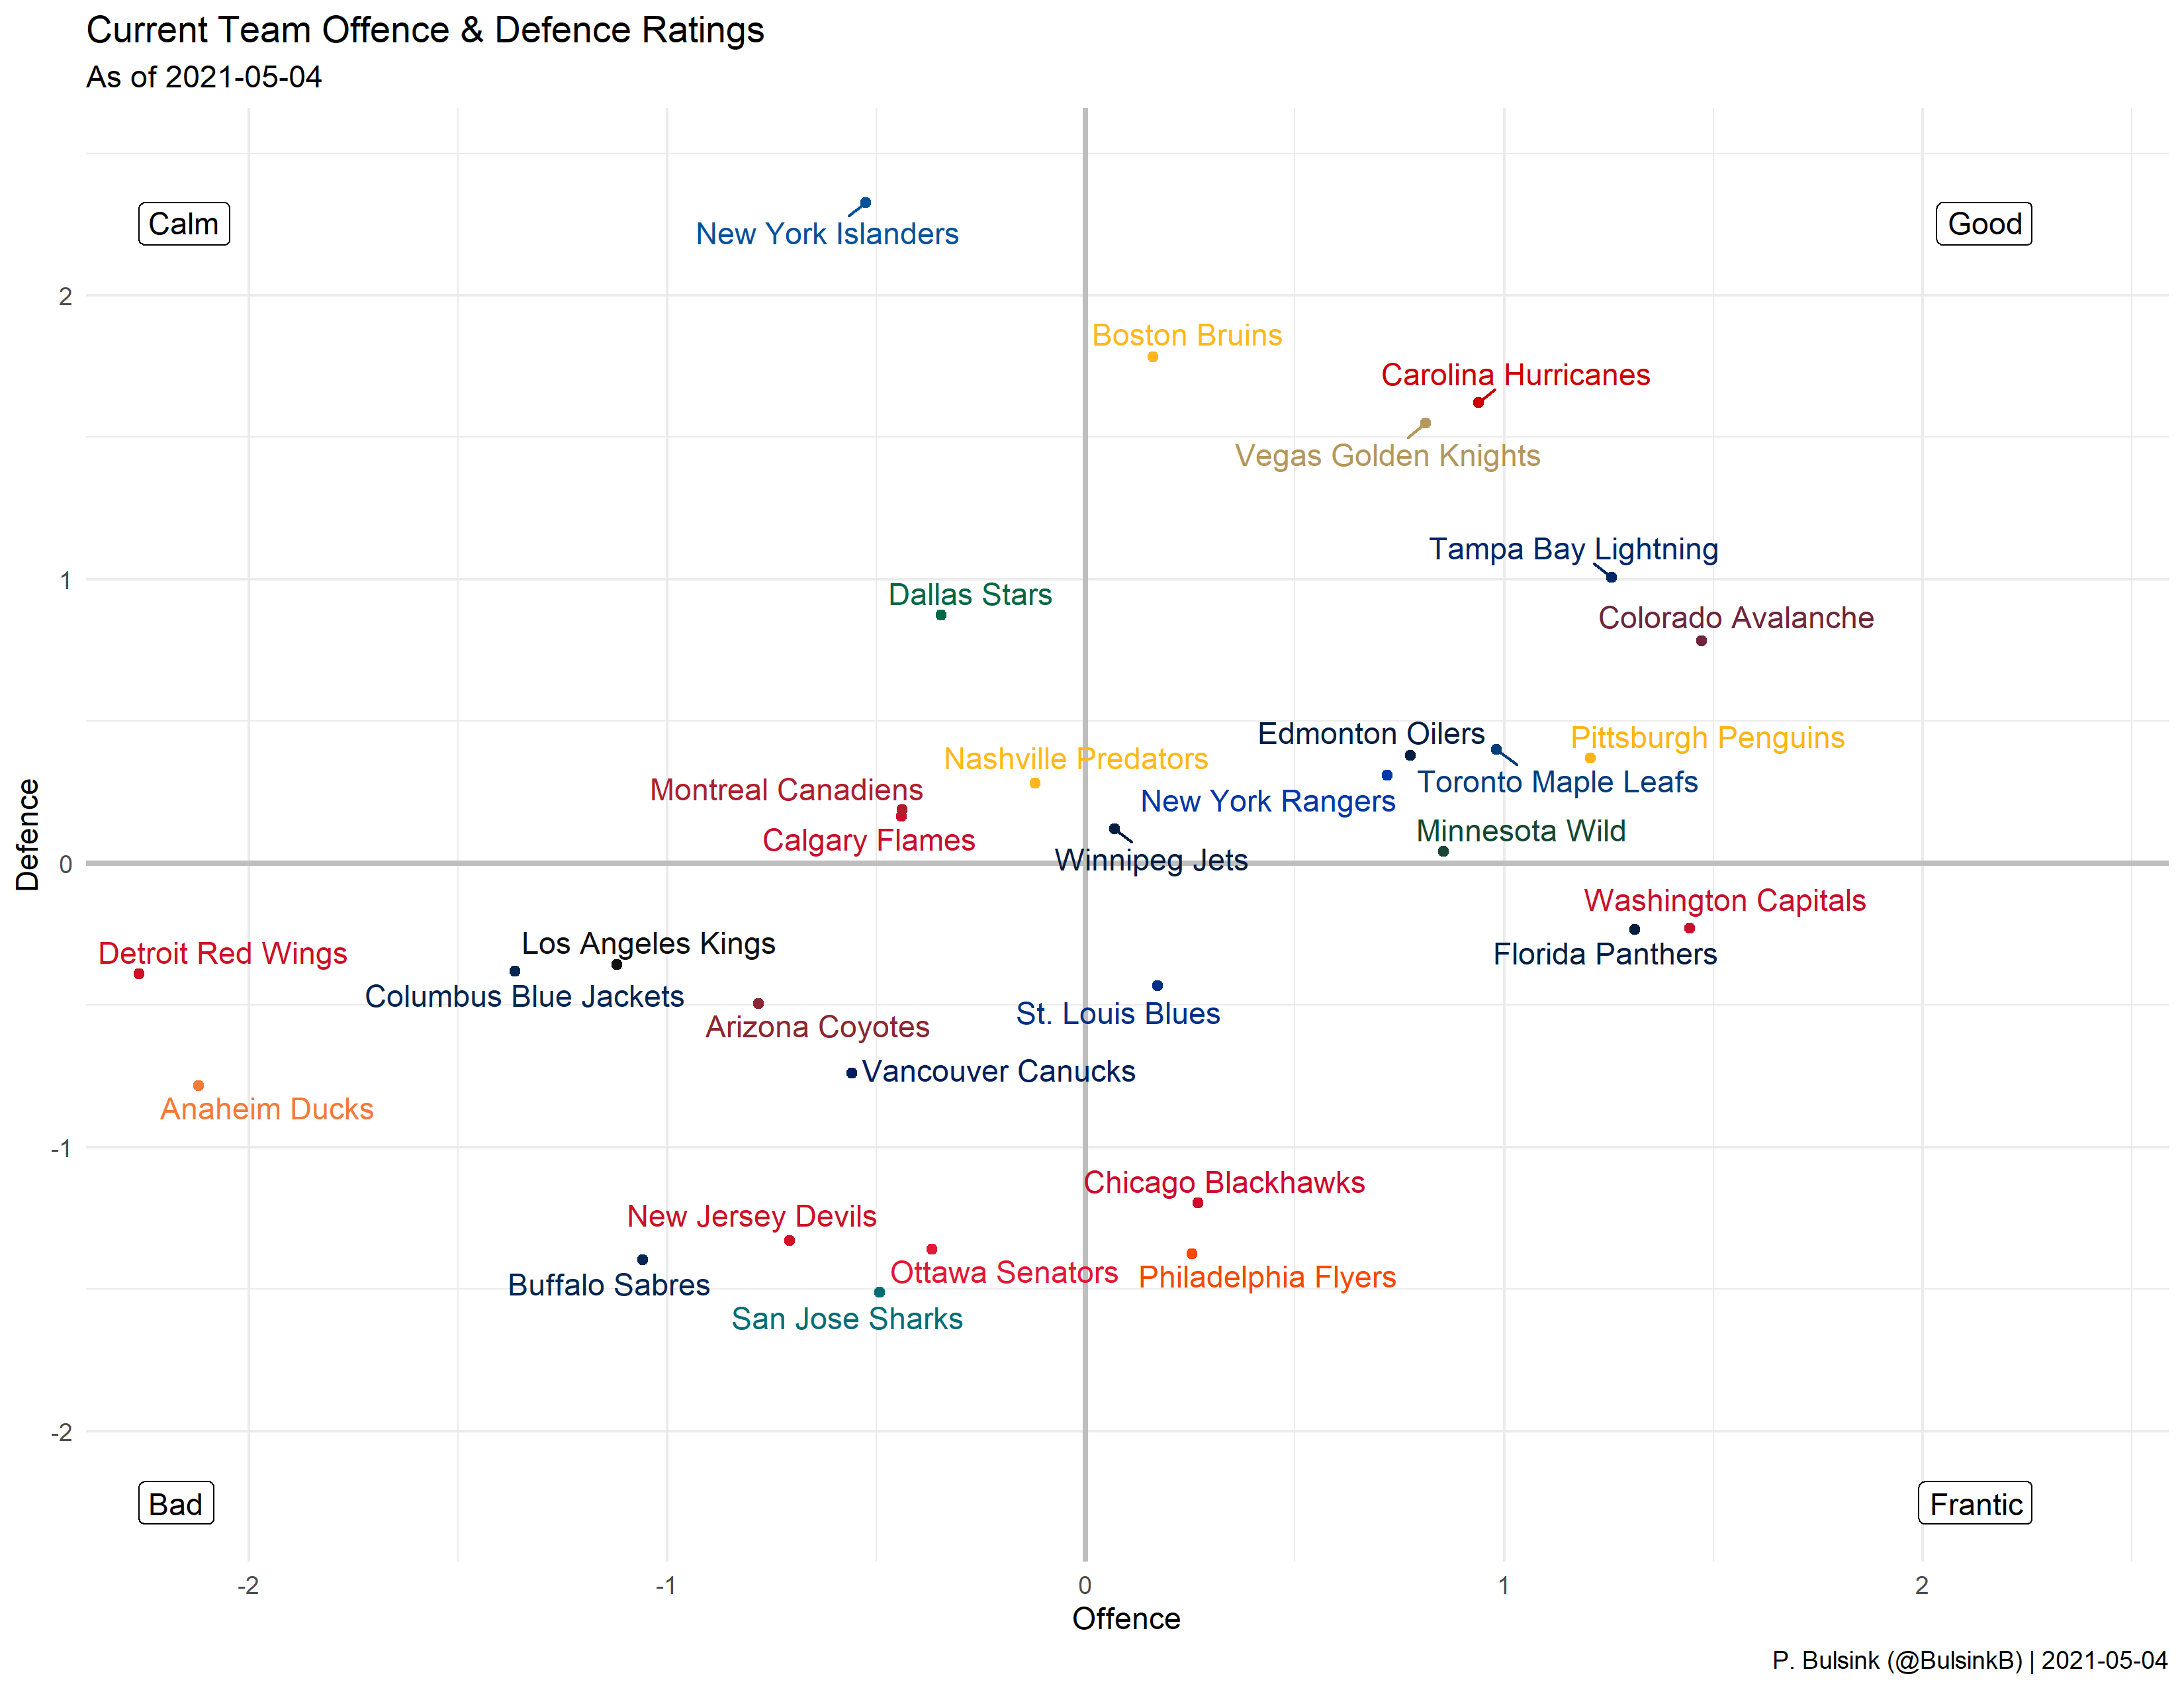 Current Team Offence & Defence Ratings
As of 2021-05-04
Calm
Good
New York Islanders
2
Boston Bruins
Carolina Hurricanes
Vegas Golden Knights
Tampa Bay Lightning
1
Dallas Stars
Colorado Avalanche
Edmonton Oilers
Pittsburgh Penguins
Nashville Predators
Toronto Maple Leafs
Montreal Canadiens
New York Rangers
Minnesota Wild
Calgary Flames
Winnipeg Jets
0
Defence
Washington Capitals
Los Angeles Kings
Detroit Red Wings
Florida Panthers
Columbus Blue Jackets
St. Louis Blues
Arizona Coyotes
Vancouver Canucks
Anaheim Ducks
-1
Chicago Blackhawks
New Jersey Devils
Ottawa Senators
Philadelphia Flyers
Buffalo Sabres
San Jose Sharks
-2
Bad
Frantic
-2
-1
0
1
2
Offence
P. Bulsink (@BulsinkB) | 2021-05-04